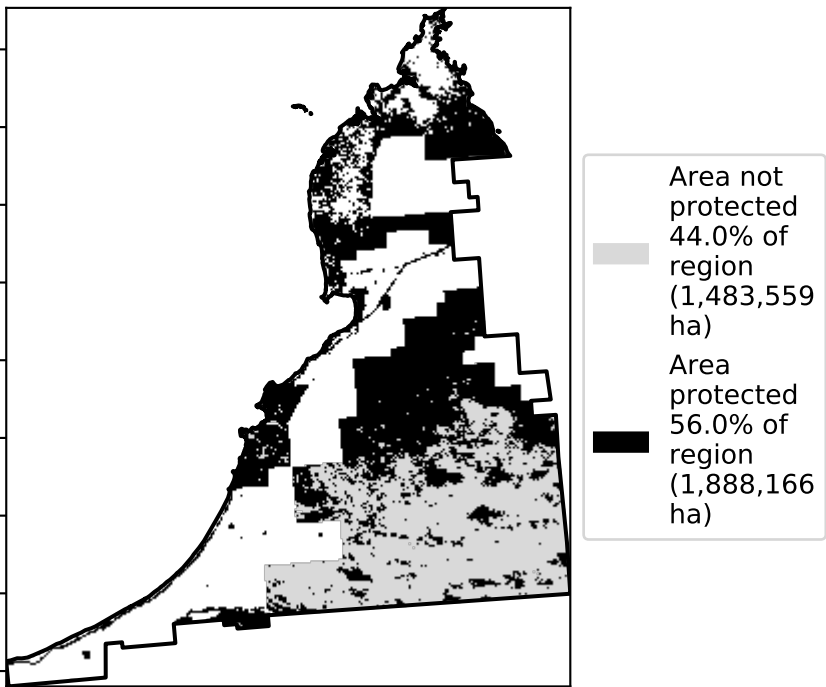 Area not
protected
44.0% of
region
(1,483,559
ha)
Area
protected
56.0% of
region
(1,888,166
ha)